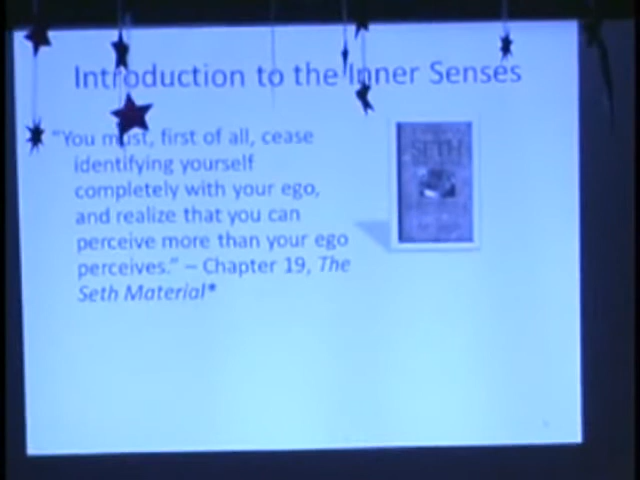 Introduction to the Inner Senses
"You must, first of all, cease
identifying yourself
completely with your ego,
and realize that you can
perceive more than your ego
perceives." – Chapter 19, The
Seth Material*
SETH